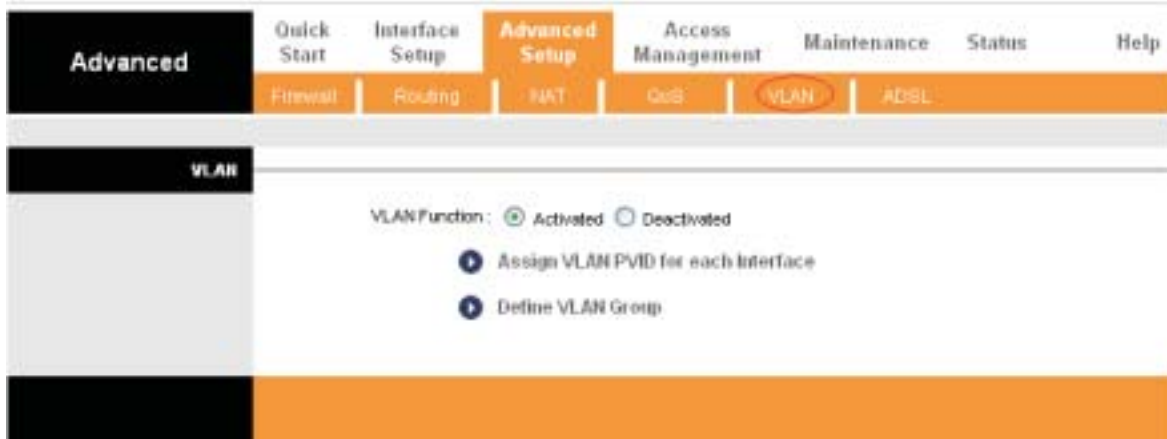 Advanced
Quick Start
Interface Setup
Advanced Setup
Access Management
Maintenance
Status
Help
Firewall
Routing
NAT
QoS
VLAN
ADSL
VLAN
VLAN Function : Activated Deactivated
Assign VLAN PVID for each Interface
Define VLAN Group